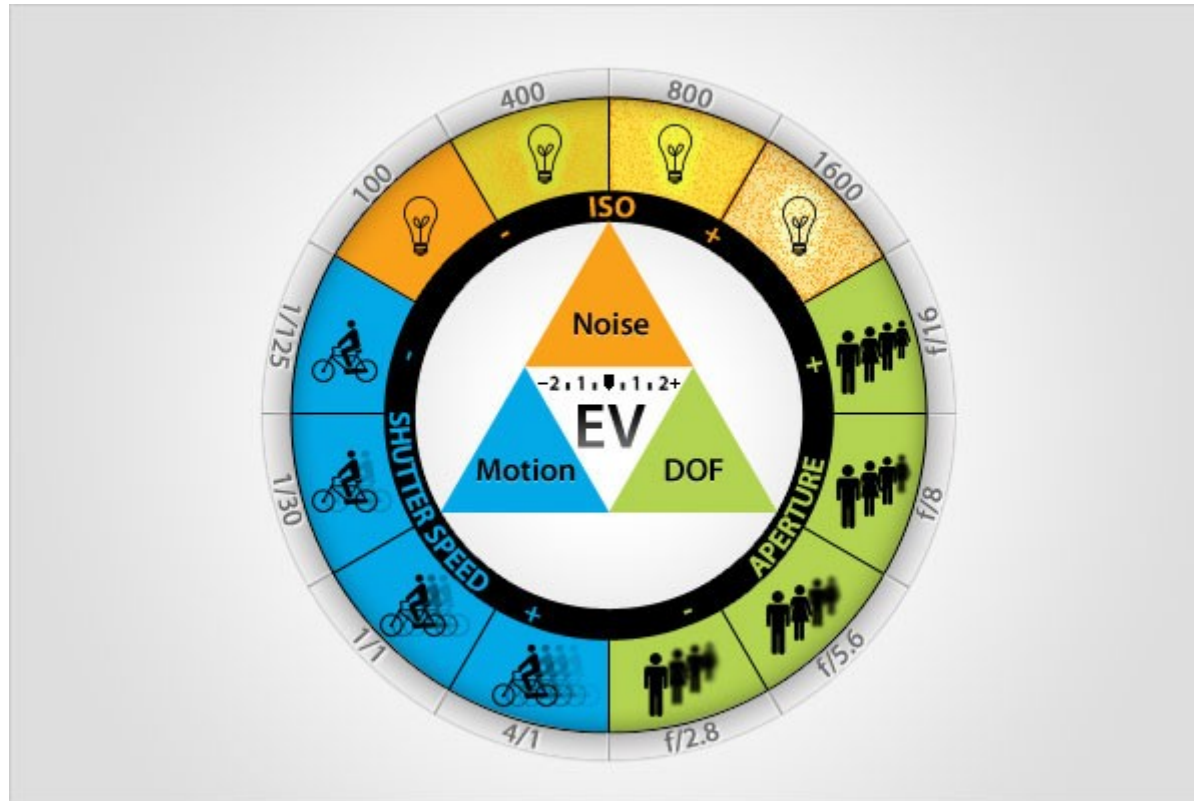 400
800
100
1600
ISO
-
+
1/125
f/16
-
+
Noise
−2 ı 1 ı ı 1 ı 2+
EV
Motion
DOF
SHUTTER SPEED
APERTURE
1/30
f/8
+
-
1/1
f/5.6
4/1
f/2.8